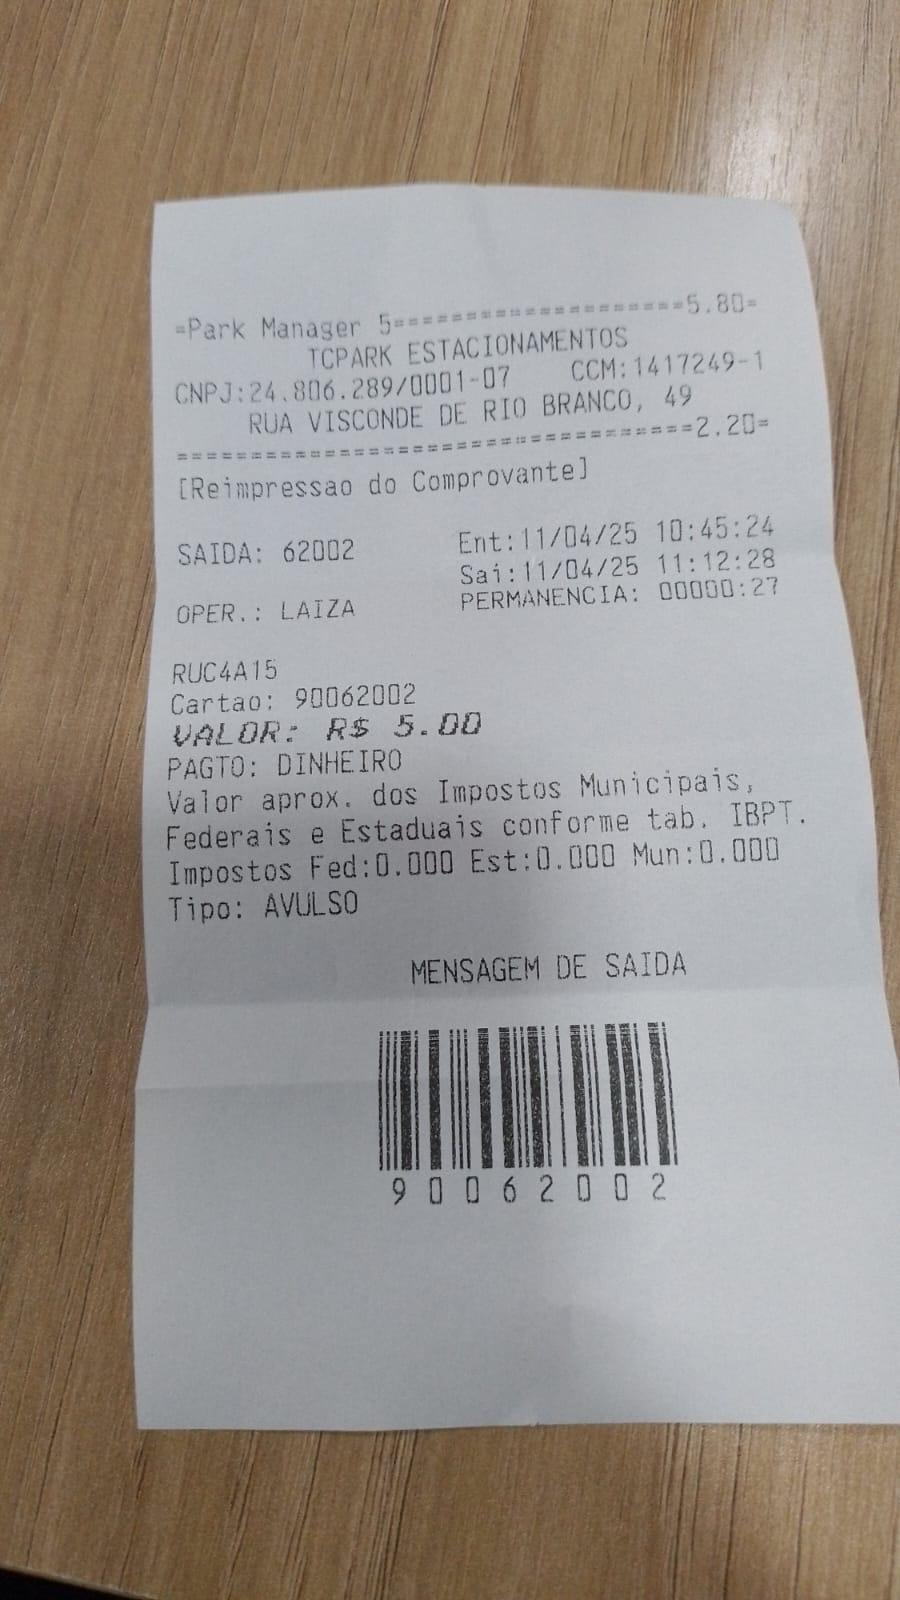 =Park Manager 5====================5.80=
TCPARK ESTACIONAMENTOS
CNPJ:24.806.289/0001-07 CCM:1417249-1
RUA VISCONDE DE RIO BRANCO, 49
===================================2.20=
[Reimpressao do Comprovante]
SAIDA: 62002 Ent:11/04/25 10:45:24
Sai:11/04/25 11:12:28
OPER.: LAIZA PERMANENCIA: 00000:27
RUC4A15
Cartao: 90062002
VALOR: R$ 5.00
PAGTO: DINHEIRO
Valor aprox. dos Impostos Municipais,
Federais e Estaduais conforme tab. IBPT.
Impostos Fed:0.000 Est:0.000 Mun:0.000
Tipo: AVULSO
MENSAGEM DE SAIDA
90062002